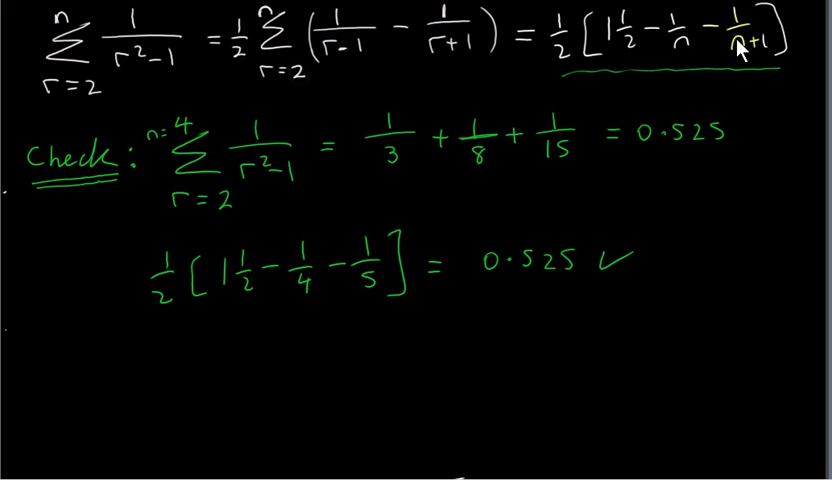 n∑r=2 1/(r²-1) = 1/2 n∑r=2 (1/(r-1) - 1/(r+1)) = 1/2 [1 1/2 - 1/n - 1/(n+1)]
Check: n=4∑r=2 1/(r²-1) = 1/3 + 1/8 + 1/15 = 0.525
1/2 [1 1/2 - 1/4 - 1/5] = 0.525 ✓